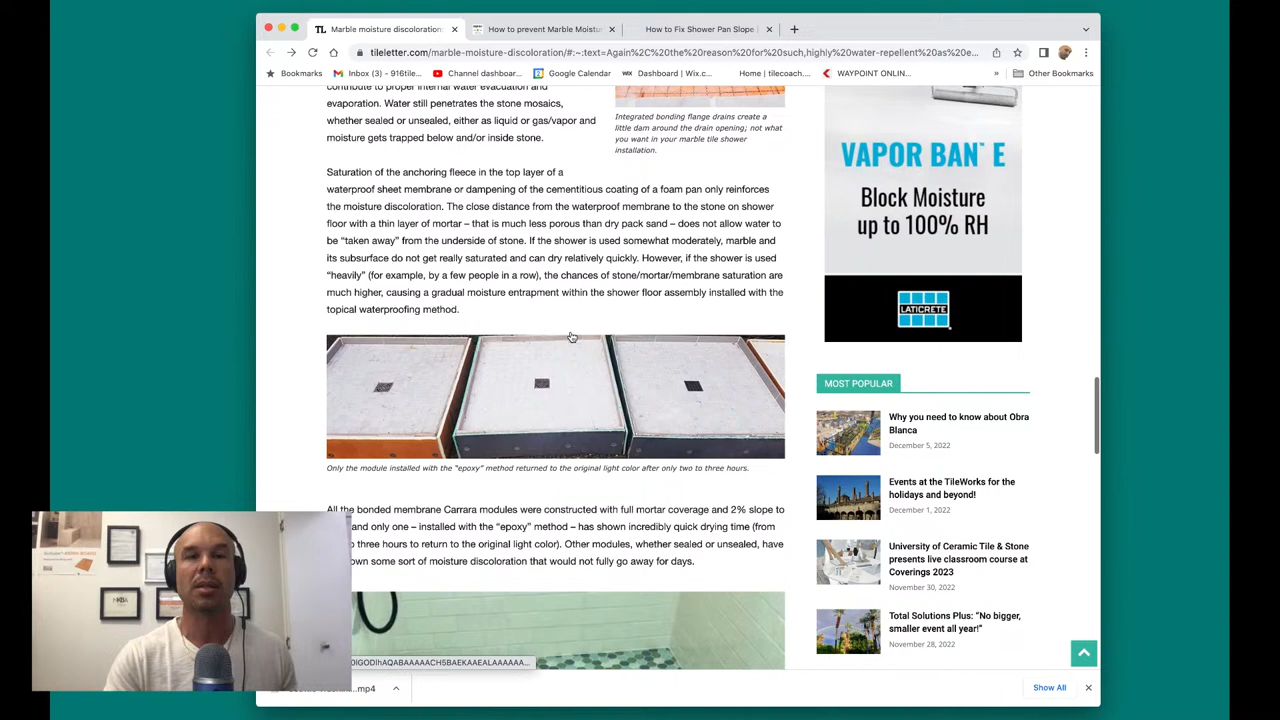 Marble moisture discoloration
How to prevent Marble Moistu
How to Fix Shower Pan Slope
tileletter.com/marble-moisture-discoloration/#:~:text=Again%2C%20the%20reason%20for%20such,highly%20water-repellent%20as%20e...
Bookmarks
Inbox (3) - 916tile...
Channel dashboar...
Google Calendar
WIX
Dashboard | Wix.c...
Home | tilecoach....
WAYPOINT ONLIN...
»
Other Bookmarks
contribute to proper internal water evacuation and
evaporation. Water still penetrates the stone mosaics,
whether sealed or unsealed, either as liquid or gas/vapor and
moisture gets trapped below and/or inside stone.
Integrated bonding flange drains create a
little dam around the drain opening; not what
you want in your marble tile shower
installation.
Saturation of the anchoring fleece in the top layer of a
waterproof sheet membrane or dampening of the cementitious coating of a foam pan only reinforces
the moisture discoloration. The close distance from the waterproof membrane to the stone on shower
floor with a thin layer of mortar – that is much less porous than dry pack sand – does not allow water to
be “taken away” from the underside of stone. If the shower is used somewhat moderately, marble and
its subsurface do not get really saturated and can dry relatively quickly. However, if the shower is used
“heavily” (for example, by a few people in a row), the chances of stone/mortar/membrane saturation are
much higher, causing a gradual moisture entrapment within the shower floor assembly installed with the
topical waterproofing method.
Only the module installed with the “epoxy” method returned to the original light color after only two to three hours.
All the bonded membrane Carrara modules were constructed with full mortar coverage and 2% slope to
and only one – installed with the “epoxy” method – has shown incredibly quick drying time (from
o three hours to return to the original light color). Other modules, whether sealed or unsealed, have
own some sort of moisture discoloration that would not fully go away for days.
VAPOR BAN™ E
Block Moisture
up to 100% RH
LATICRETE
MOST POPULAR
Why you need to know about Obra
Blanca
December 5, 2022
Events at the TileWorks for the
holidays and beyond!
December 1, 2022
University of Ceramic Tile & Stone
presents live classroom course at
Coverings 2023
November 30, 2022
Total Solutions Plus: “No bigger,
smaller event all year!”
November 28, 2022
0lGODlhAQABAAAAACH5BAEKAAEALAAAAAA...
....mp4
Show All